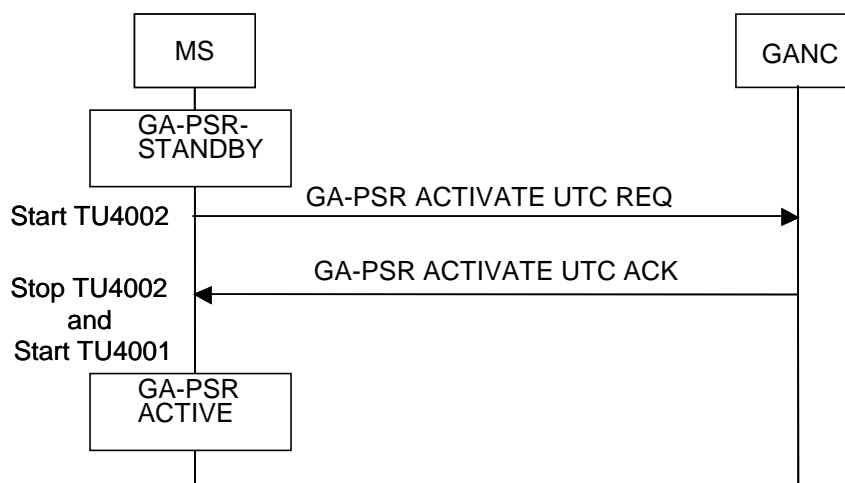 MS
GANC
GA-PSR-
STANDBY
Start TU4002
GA-PSR ACTIVATE UTC REQ
GA-PSR ACTIVATE UTC ACK
Stop TU4002
and
Start TU4001
GA-PSR
ACTIVE